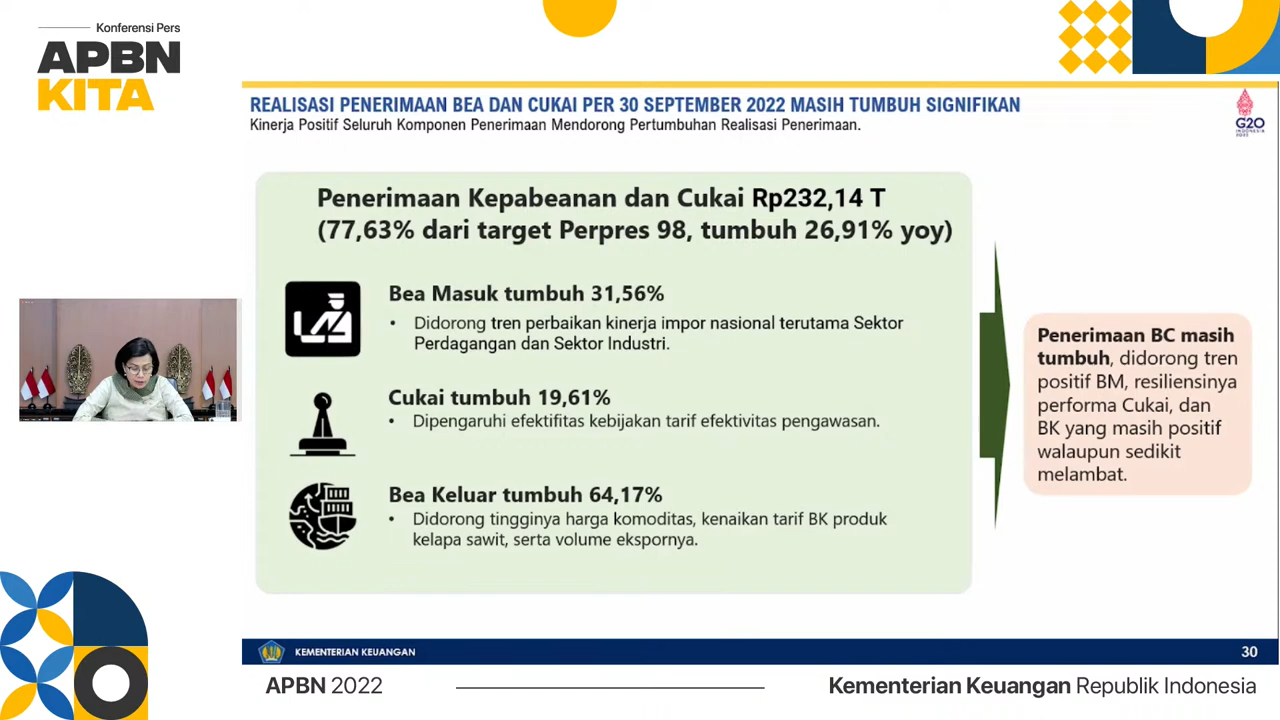 Konferensi Pers
APBN
KITA
REALISASI PENERIMAAN BEA DAN CUKAI PER 30 SEPTEMBER 2022 MASIH TUMBUH SIGNIFIKAN
Kinerja Positif Seluruh Komponen Penerimaan Mendorong Pertumbuhan Realisasi Penerimaan.
G20
INDONESIA
2022
Penerimaan Kepabeanan dan Cukai Rp232,14 T
(77,63% dari target Perpres 98, tumbuh 26,91% yoy)
Bea Masuk tumbuh 31,56%
• Didorong tren perbaikan kinerja impor nasional terutama Sektor
Perdagangan dan Sektor Industri.
Cukai tumbuh 19,61%
• Dipengaruhi efektifitas kebijakan tarif efektivitas pengawasan.
Bea Keluar tumbuh 64,17%
• Didorong tingginya harga komoditas, kenaikan tarif BK produk
kelapa sawit, serta volume ekspornya.
Penerimaan BC masih
tumbuh, didorong tren
positif BM, resiliensinya
performa Cukai, dan
BK yang masih positif
walaupun sedikit
melambat.
KEMENTERIAN KEUANGAN
30
APBN 2022
Kementerian Keuangan Republik Indonesia